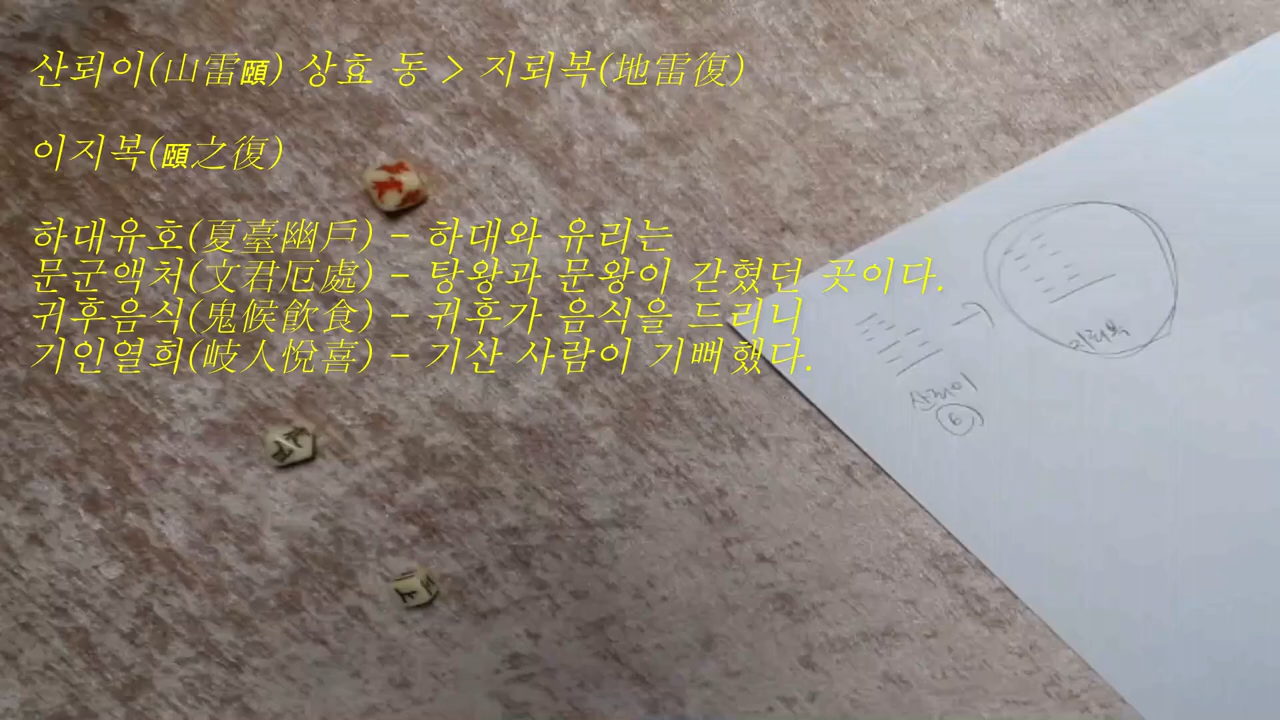 산뢰이(山雷頤) 상효 동 > 지뢰복(地雷復)
이지복(頤之復)
하대유호(夏臺幽戶) - 하대와 유리는
문군액처(文君厄處) - 탕왕과 문왕이 갇혔던 곳이다.
귀후음식(鬼候飮食) - 귀후가 음식을 드리니
기인열희(岐人悅喜) - 기산 사람이 기뻐했다.
지뢰복
산뢰이
6